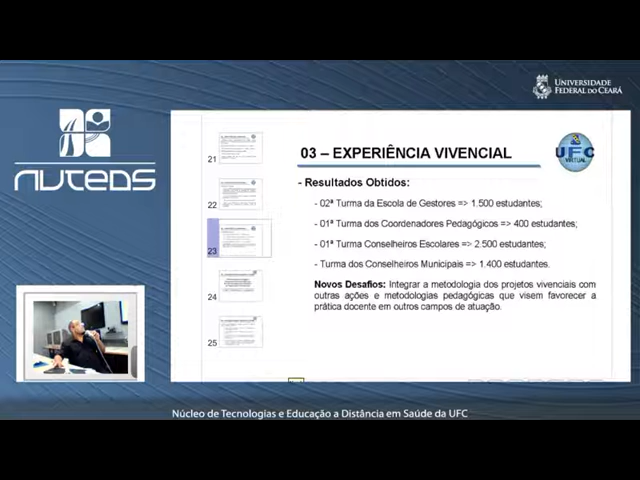 UNIVERSIDADE
FEDERAL DO CEARÁ
NUTEDS
21
22
23
24
25
03 – EXPERIÊNCIA VIVENCIAL
UFC
VIRTUAL
- Resultados Obtidos:
- 02ª Turma da Escola de Gestores => 1.500 estudantes;
- 01ª Turma dos Coordenadores Pedagógicos => 400 estudantes;
- 01ª Turma Conselheiros Escolares => 2.500 estudantes;
- Turma dos Conselheiros Municipais => 1.400 estudantes.
Novos Desafios: Integrar a metodologia dos projetos vivenciais com
outras ações e metodologias pedagógicas que visem favorecer a
prática docente em outros campos de atuação.
Núcleo de Tecnologias e Educação a Distância em Saúde da UFC